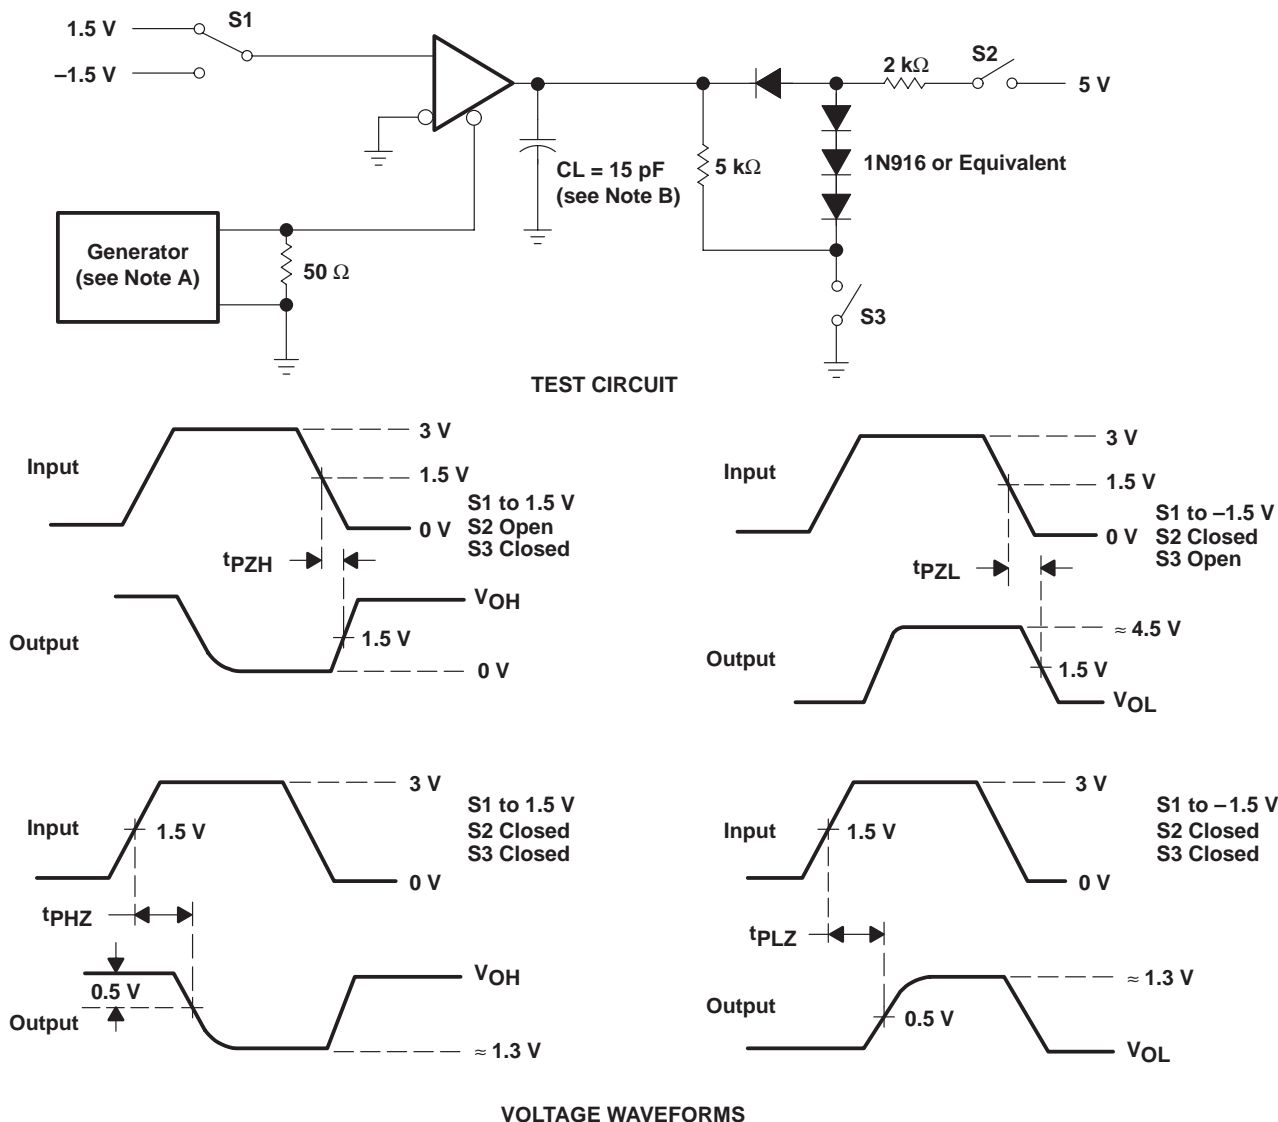 1.5 V
S1
–1.5 V
2 kΩ
S2
5 V
CL = 15 pF
(see Note B)
5 kΩ
1N916 or Equivalent
Generator
(see Note A)
50 Ω
S3
TEST CIRCUIT
Input
3 V
1.5 V
0 V
S1 to 1.5 V
S2 Open
S3 Closed
tPZH
Output
VOH
1.5 V
0 V
Input
3 V
1.5 V
0 V
S1 to –1.5 V
S2 Closed
S3 Open
tPZL
Output
≈ 4.5 V
1.5 V
VOL
Input
3 V
1.5 V
0 V
S1 to 1.5 V
S2 Closed
S3 Closed
tPHZ
0.5 V
Output
VOH
≈ 1.3 V
Input
3 V
1.5 V
0 V
S1 to –1.5 V
S2 Closed
S3 Closed
tPLZ
Output
≈ 1.3 V
0.5 V
VOL
VOLTAGE WAVEFORMS